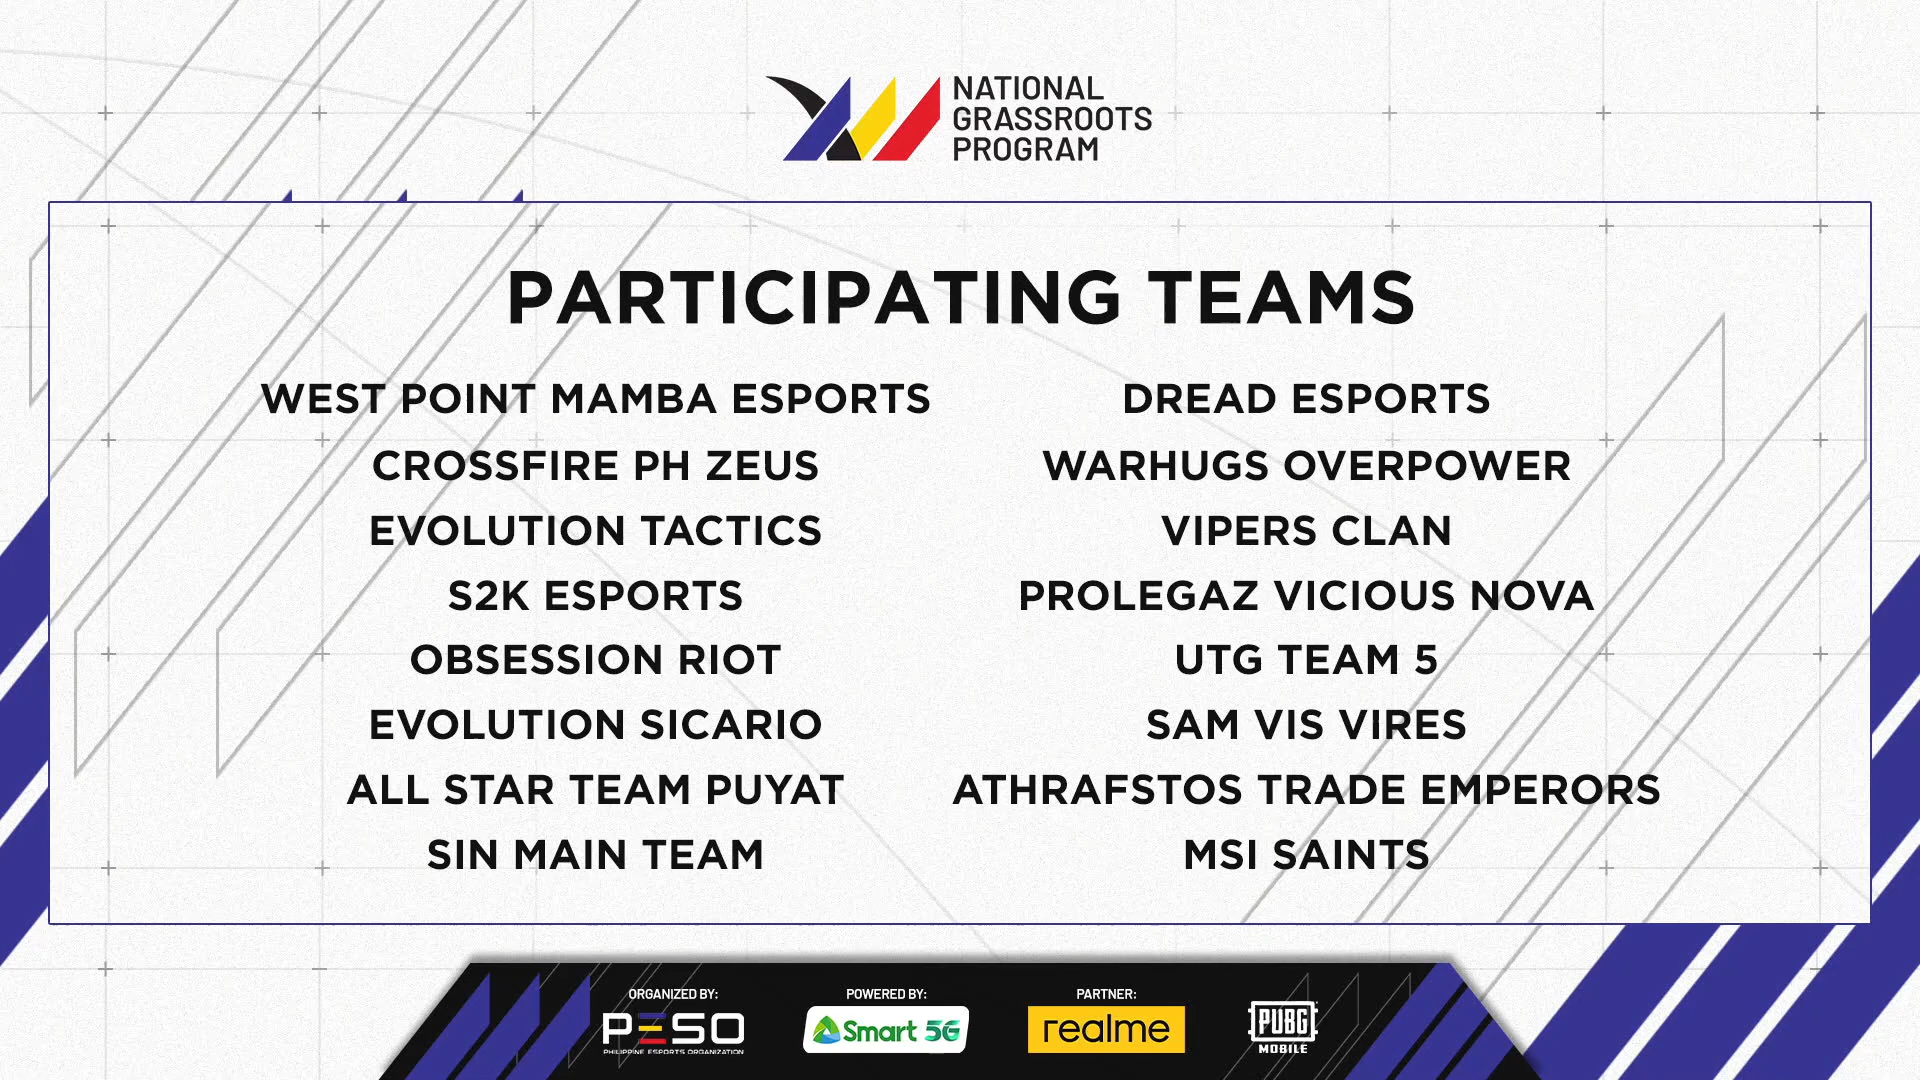 NATIONAL
GRASSROOTS
PROGRAM
PARTICIPATING TEAMS
WEST POINT MAMBA ESPORTS
CROSSFIRE PH ZEUS
EVOLUTION TACTICS
S2K ESPORTS
OBSESSION RIOT
EVOLUTION SICARIO
ALL STAR TEAM PUYAT
SIN MAIN TEAM
DREAD ESPORTS
WARHUGS OVERPOWER
VIPERS CLAN
PROLEGAZ VICIOUS NOVA
UTG TEAM 5
SAM VIS VIRES
ATHRAFSTOS TRADE EMPERORS
MSI SAINTS
ORGANIZED BY:
PESO
PHILIPPINE ESPORTS ORGANIZATION
POWERED BY:
Smart 5G
PARTNER:
realme
PUBG
MOBILE